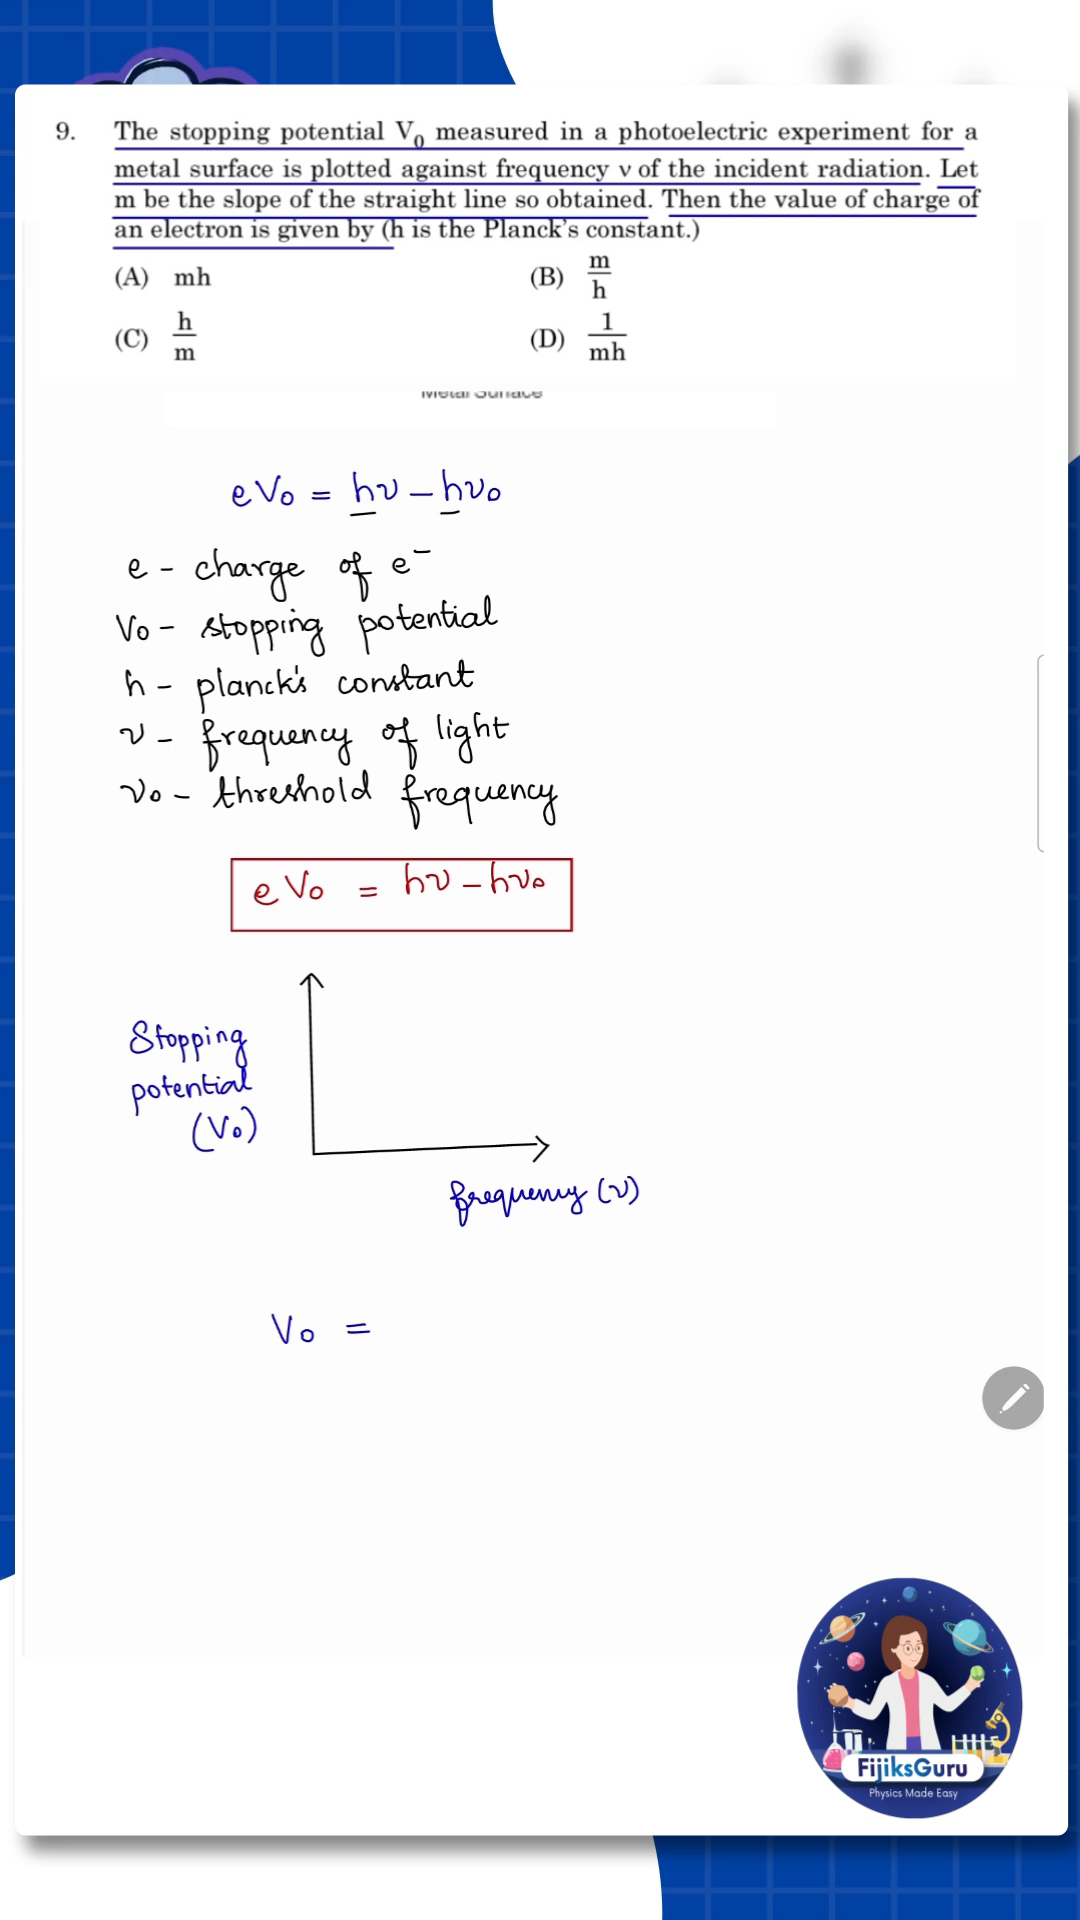 9. The stopping potential V₀ measured in a photoelectric experiment for a
metal surface is plotted against frequency ν of the incident radiation. Let
m be the slope of the straight line so obtained. Then the value of charge of
an electron is given by (h is the Planck's constant.)
(A) mh (B) m/h
(C) h/m (D) 1/mh
eV₀ = hν – hν₀
e - charge of e⁻
V₀ - stopping potential
h - planck's constant
ν - frequency of light
ν₀ - threshold frequency
eV₀ = hν – hν₀
Stopping
potential
(V₀)
frequency (ν)
V₀ =
FijiksGuru
Physics Made Easy